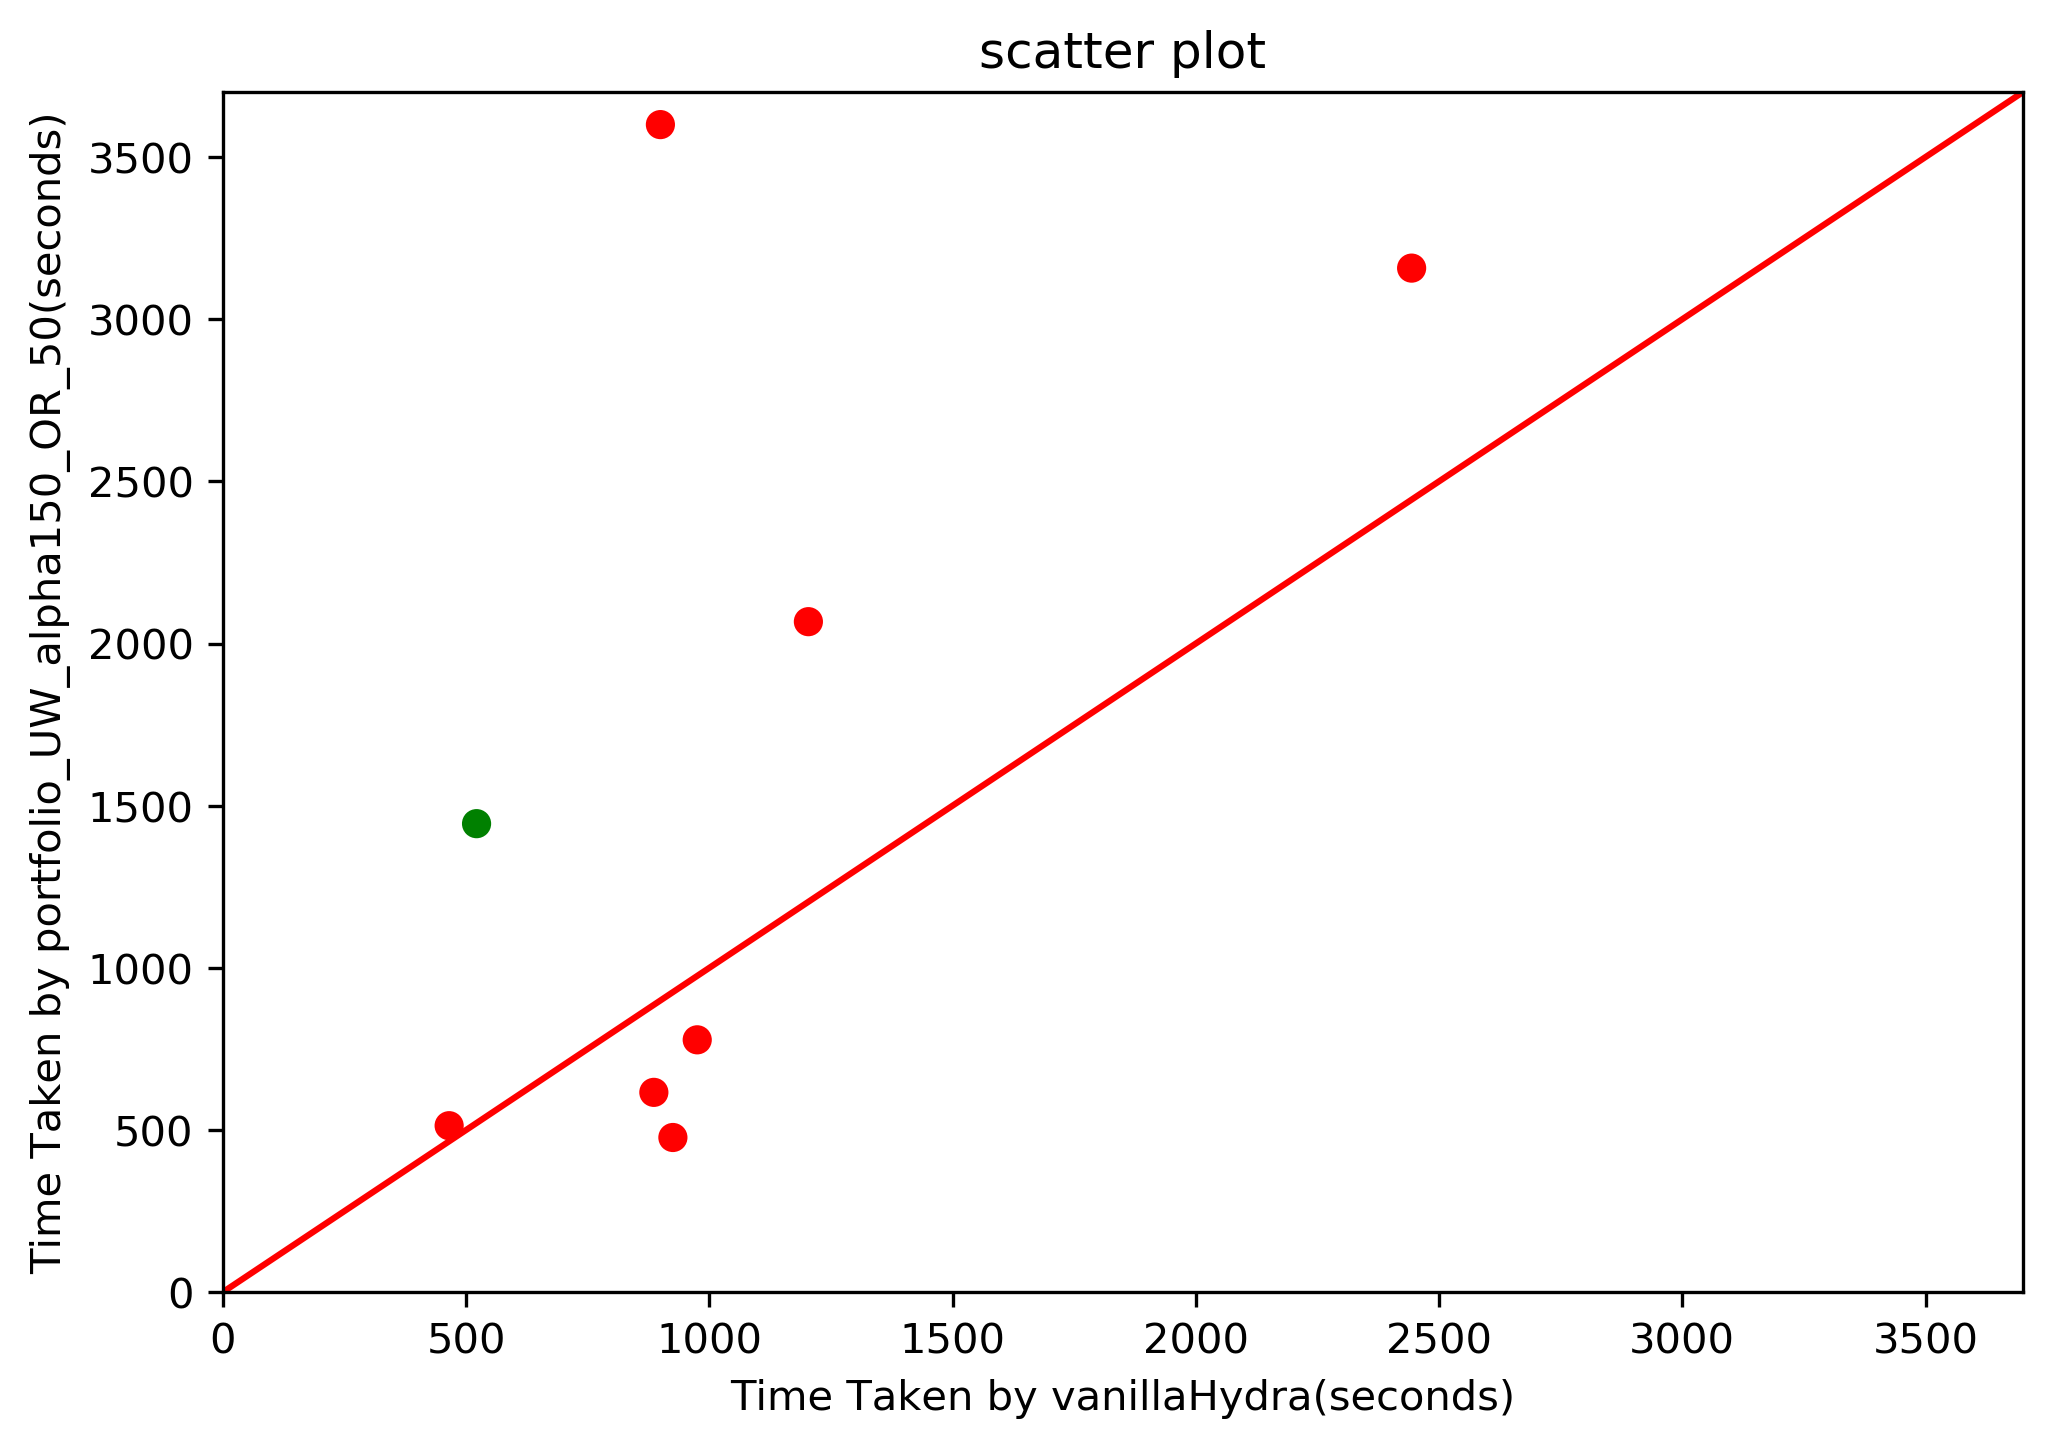 scatter plot
Time Taken by portfolio_UW_alpha150_OR_50(seconds)
3500
3000
2500
2000
1500
1000
500
0
0 500 1000 1500 2000 2500 3000 3500
Time Taken by vanillaHydra(seconds)